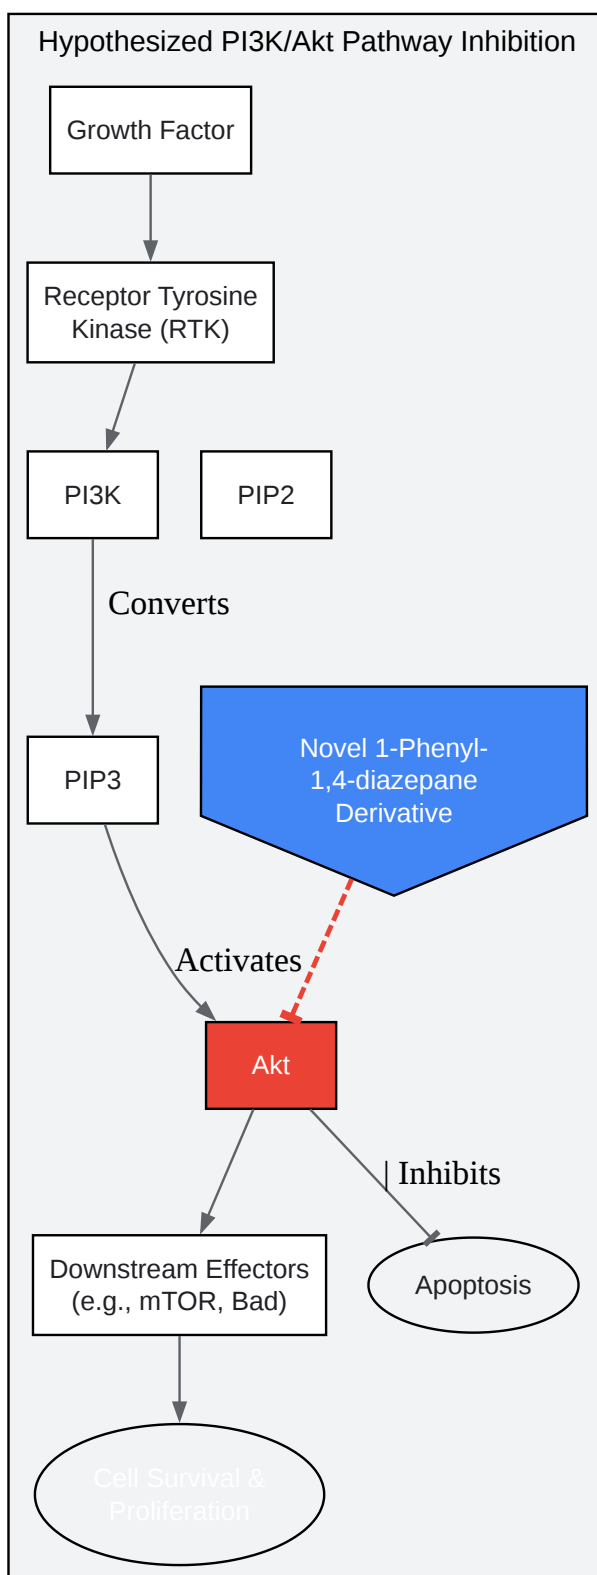 Hypothesized PI3K/Akt Pathway Inhibition
Growth Factor
Receptor Tyrosine
Kinase (RTK)
PI3K
PIP2
Converts
PIP3
Novel 1-Phenyl-
1,4-diazepane
Derivative
Activates
Akt
| Inhibits
Downstream Effectors
(e.g., mTOR, Bad)
Apoptosis
Cell Survival &
Proliferation